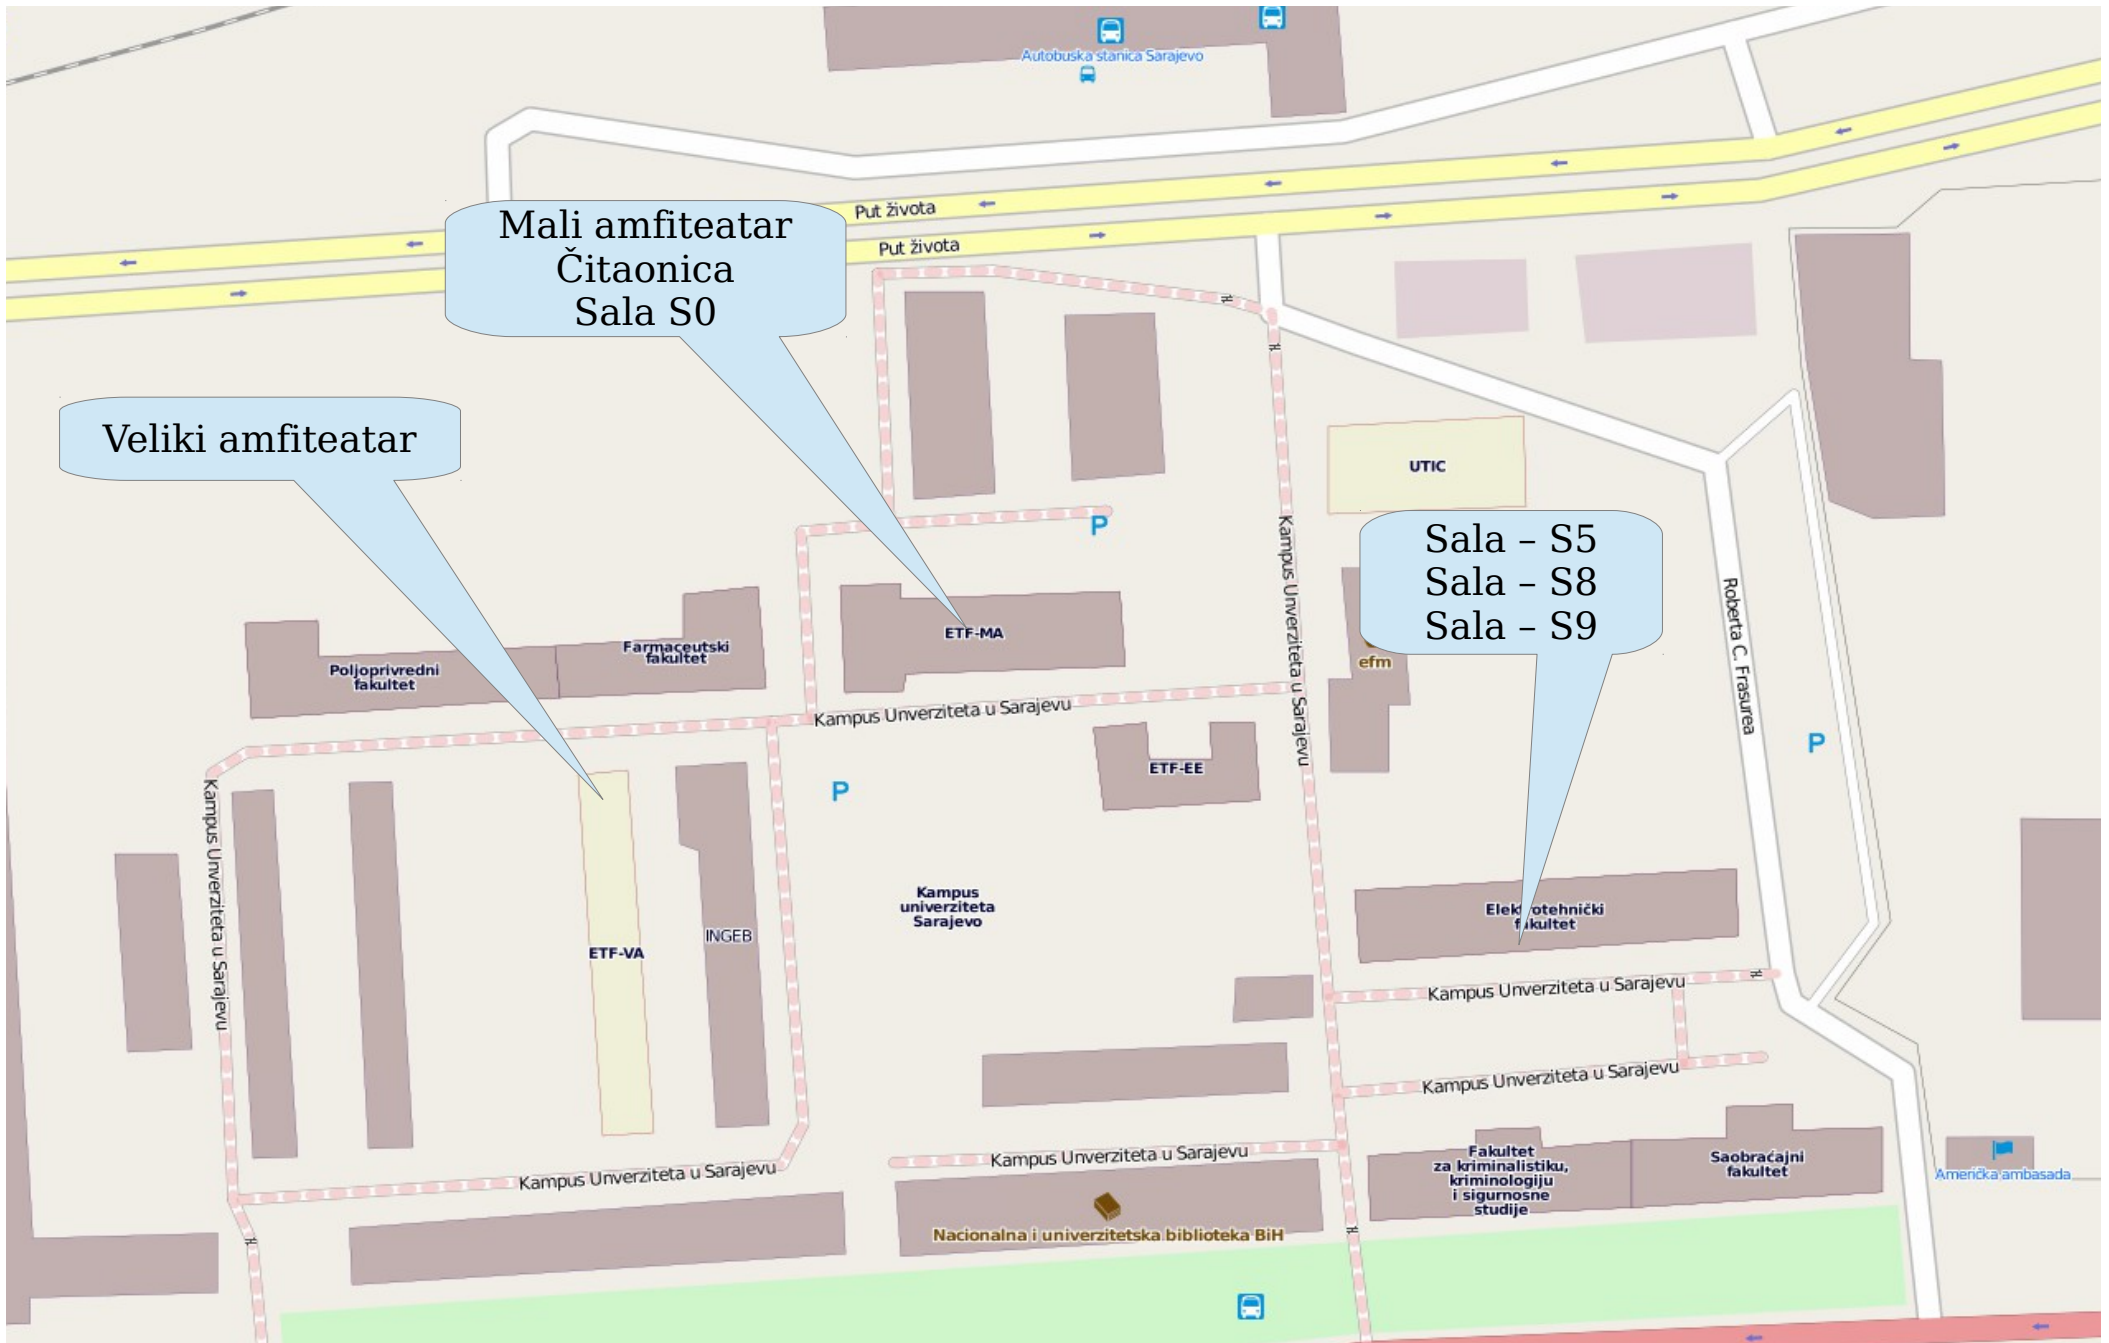 Autobuska stanica Sarajevo
Put života
Put života
Mali amfiteatar
Čitaonica
Sala S0
Veliki amfiteatar
UTIC
P
Sala – S5
Sala – S8
Sala – S9
Kampus Unverziteta u Sarajevu
Roberta C. Frasurea
ETF-MA
Farmaceutski
fakultet
Poljoprivredni
fakultet
efm
Kampus Unverziteta u Sarajevu
P
ETF-EE
P
Kampus Unverziteta u Sarajevu
Kampus
univerziteta
Sarajevo
Elektrotehnički
fakultet
INGEB
ETF-VA
Kampus Unverziteta u Sarajevu
Kampus Unverziteta u Sarajevu
Kampus Unverziteta u Sarajevu
Kampus Unverziteta u Sarajevu
Fakultet
za kriminalistiku,
kriminologiju
i sigurnosne
studije
Saobraćajni
fakultet
Američka ambasada
Nacionalna i univerzitetska biblioteka BiH